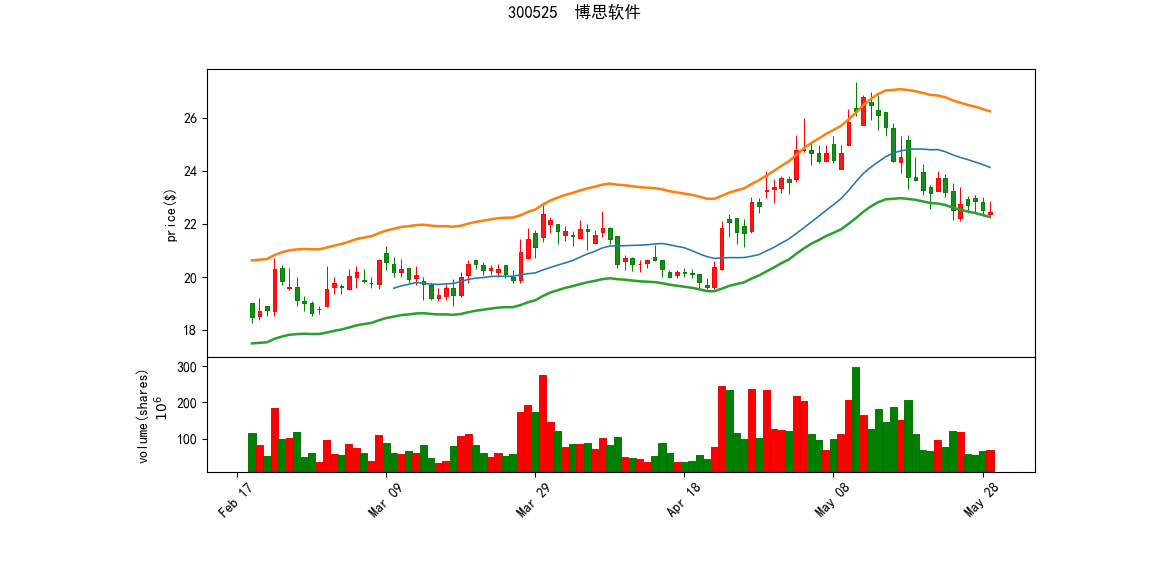 300525 博思软件
price($)
26
24
22
20
18
volume(shares)
10^6
300
200
100
Feb 17
Mar 09
Mar 29
Apr 18
May 08
May 28